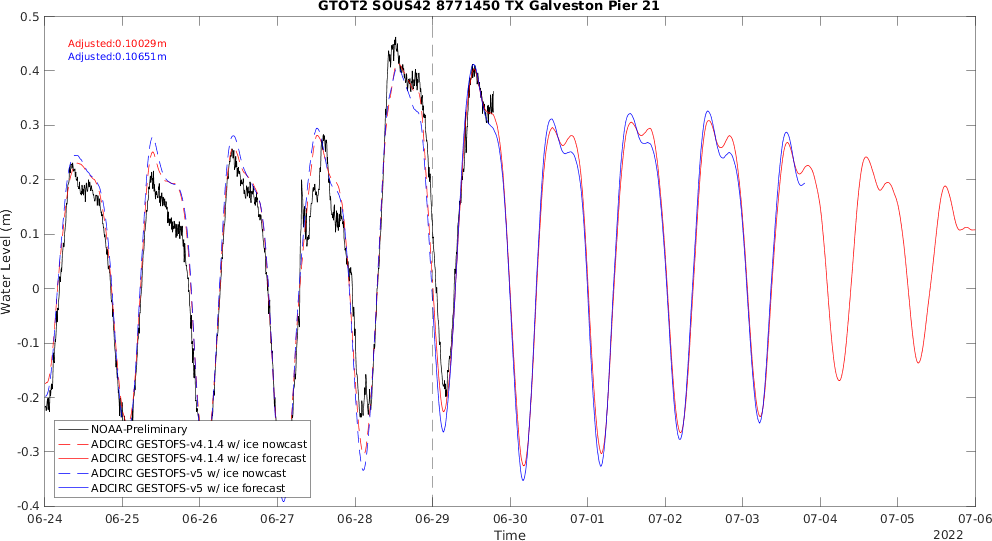 GTOT2 SOUS42 8771450 TX Galveston Pier 21
Adjusted:0.10029m
Adjusted:0.10651m
0.5
0.4
0.3
0.2
0.1
0
-0.1
-0.2
-0.3
-0.4
Water Level (m)
NOAA-Preliminary
ADCIRC GESTOFS-v4.1.4 w/ ice nowcast
ADCIRC GESTOFS-v4.1.4 w/ ice forecast
ADCIRC GESTOFS-v5 w/ ice nowcast
ADCIRC GESTOFS-v5 w/ ice forecast
06-24 06-25 06-26 06-27 06-28 06-29 06-30 07-01 07-02 07-03 07-04 07-05 07-06
Time
2022